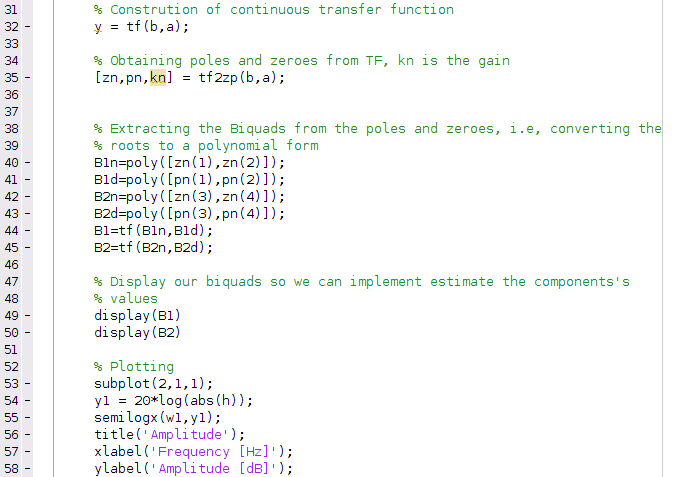 31 % Constrution of continuous transfer function
32 - y = tf(b,a);
33
34 % Obtaining poles and zeroes from TF, kn is the gain
35 - [zn,pn,kn] = tf2zp(b,a);
36
37
38 % Extracting the Biquads from the poles and zeroes, i.e, converting the
39 % roots to a polynomial form
40 - B1n=poly([zn(1),zn(2)]);
41 - B1d=poly([pn(1),pn(2)]);
42 - B2n=poly([zn(3),zn(4)]);
43 - B2d=poly([pn(3),pn(4)]);
44 - B1=tf(B1n,B1d);
45 - B2=tf(B2n,B2d);
46
47 % Display our biquads so we can implement estimate the components's
48 % values
49 - display(B1)
50 - display(B2)
51
52 % Plotting
53 - subplot(2,1,1);
54 - y1 = 20*log(abs(h));
55 - semilogx(w1,y1);
56 - title('Amplitude');
57 - xlabel('Frequency [Hz]');
58 - ylabel('Amplitude [dB]');